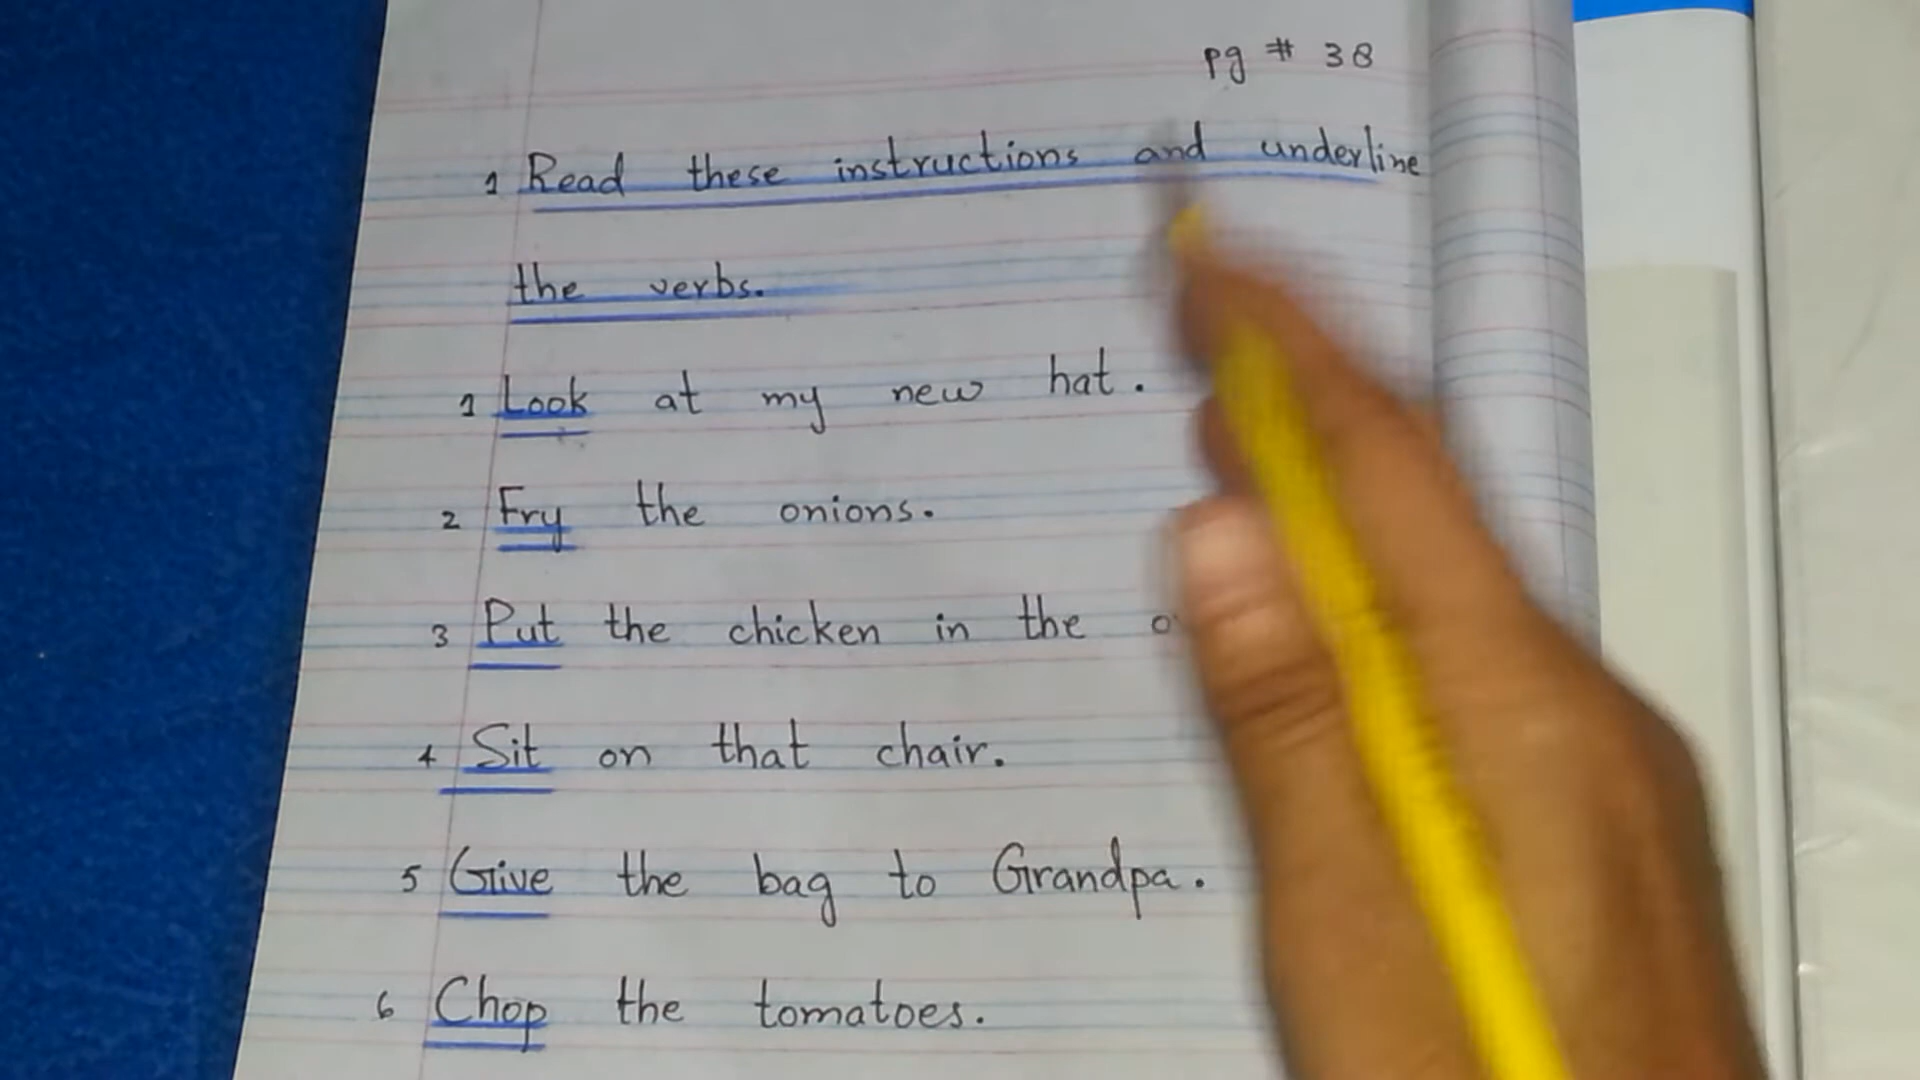 pg # 38
1 Read these instructions and underline
the verbs.
1 Look at my new hat.
2 Fry the onions.
3 Put the chicken in the
4 Sit on that chair.
5 Give the bag to Grandpa.
6 Chop the tomatoes.